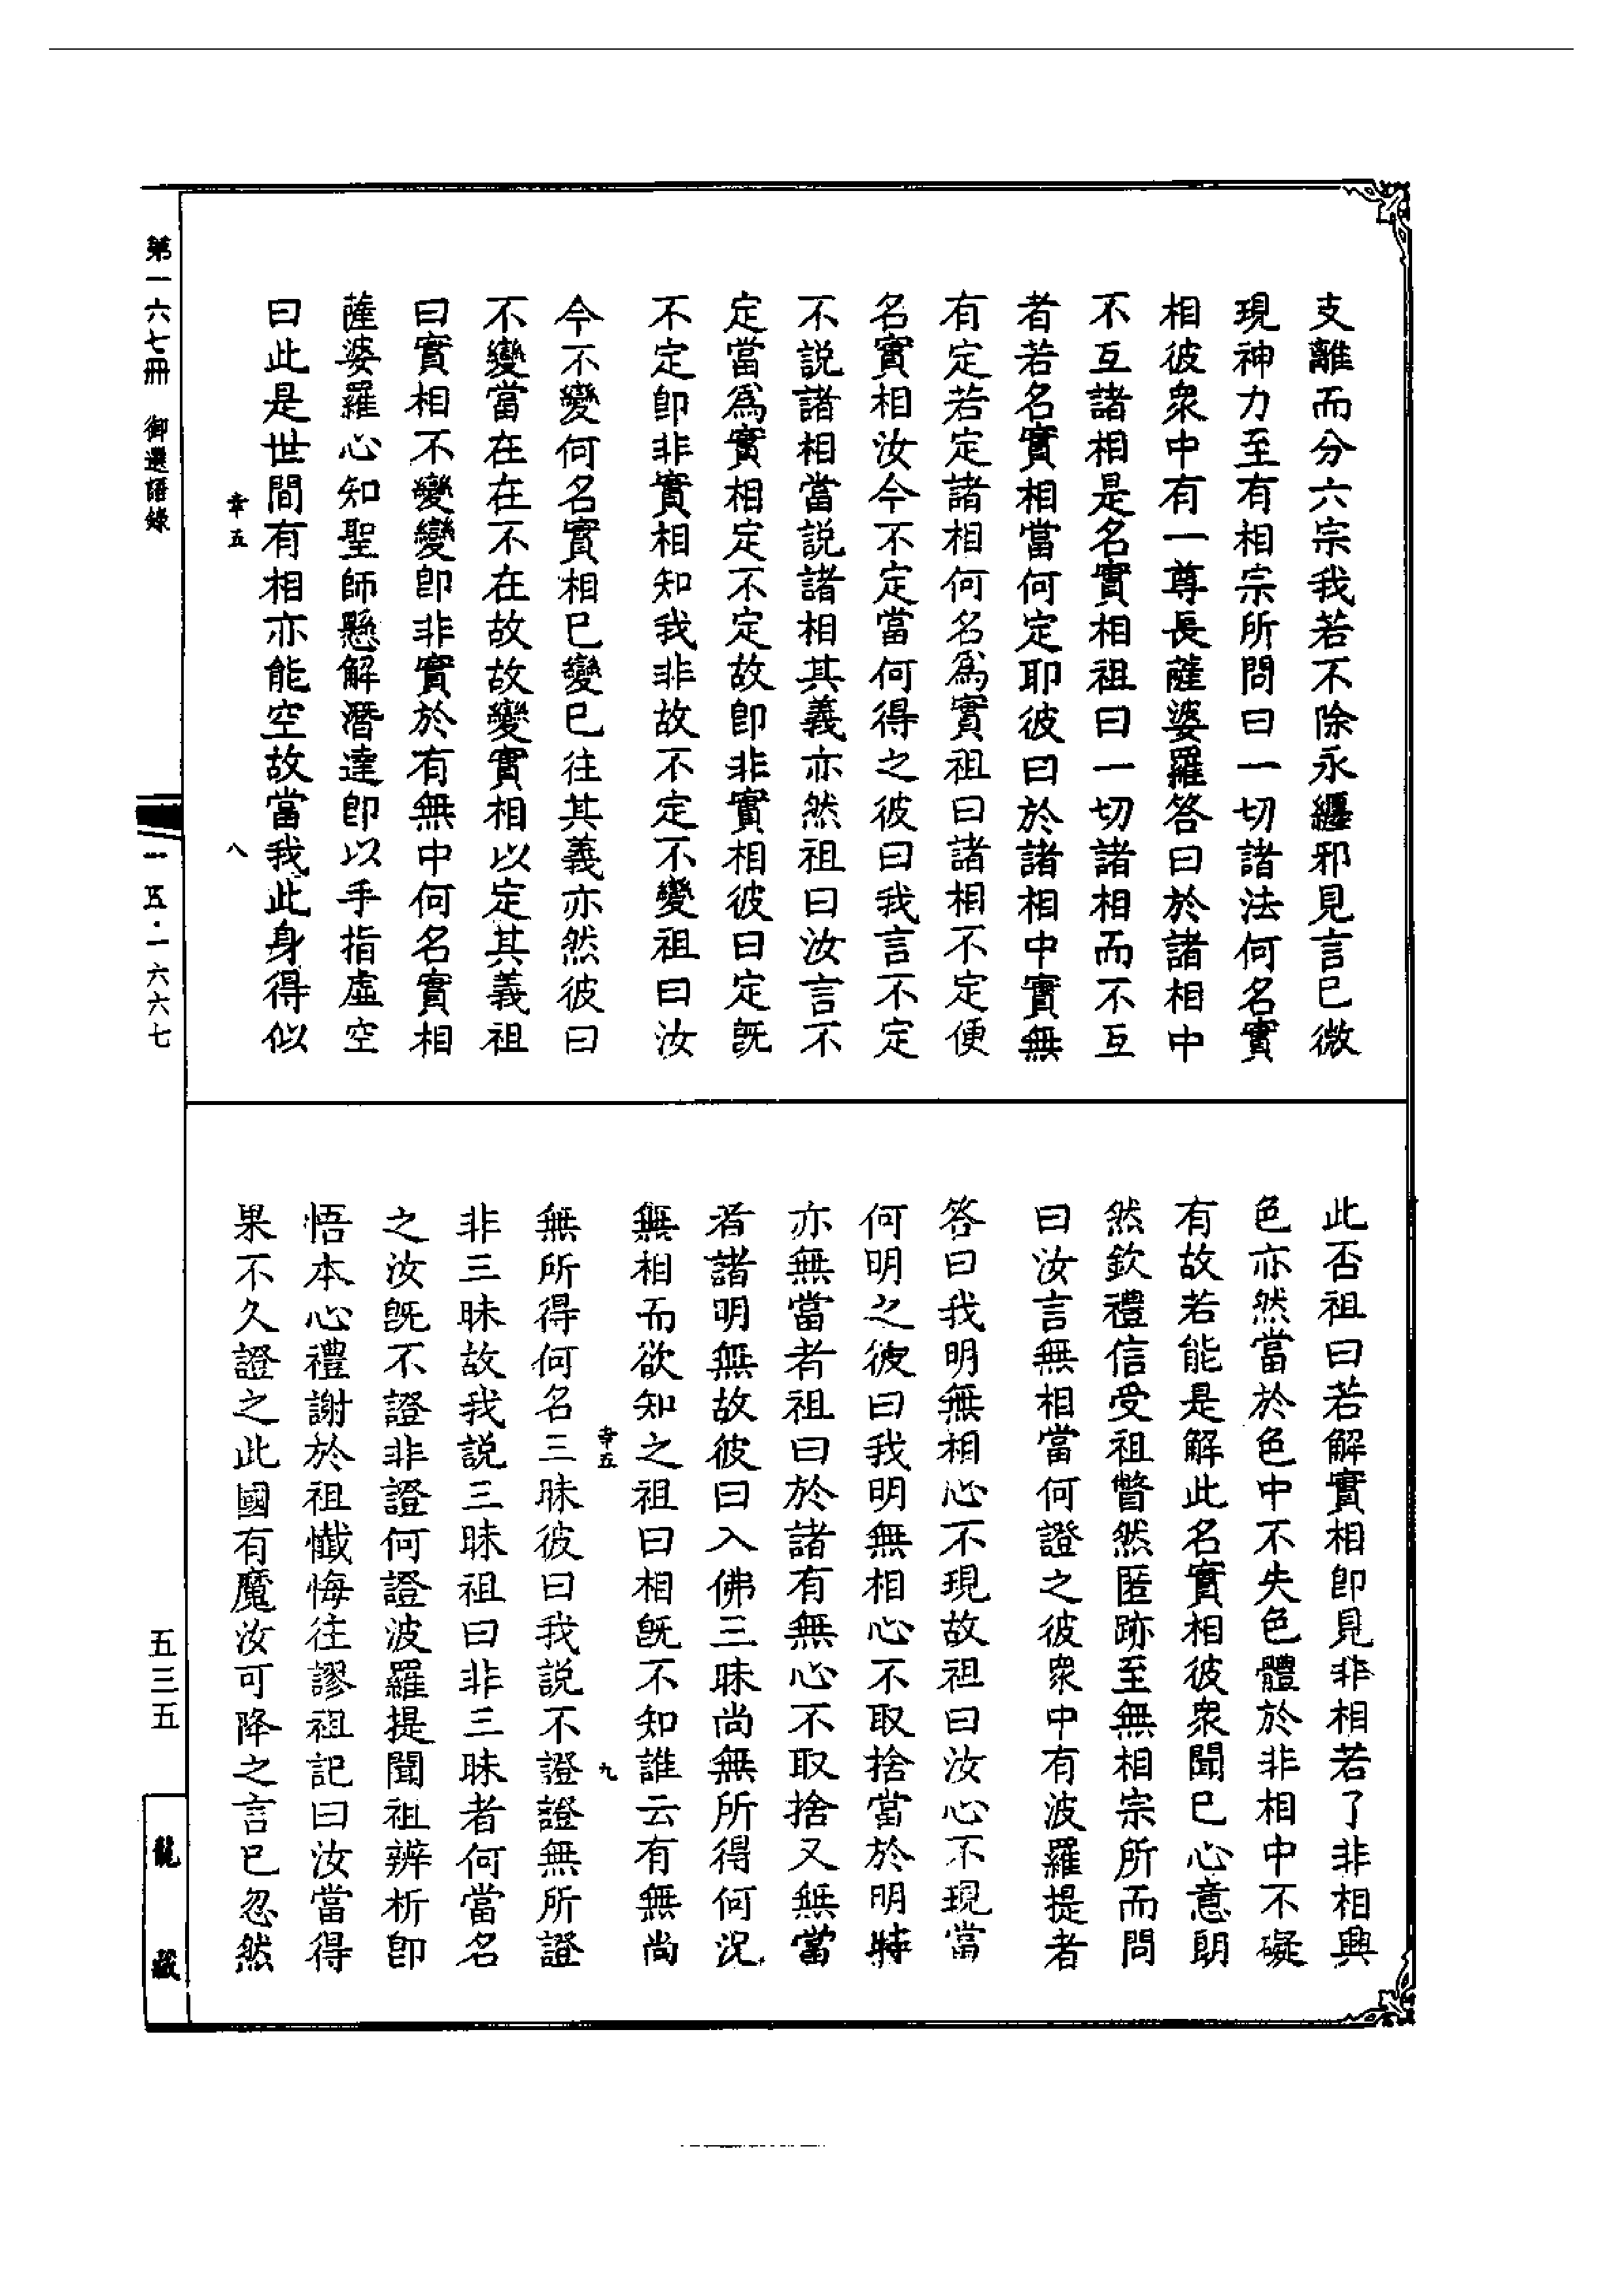 支離而分六宗我若不除永纏邪見言已微
現神力至有相宗所問曰一切諸法何名實
相彼衆中有一尊長薩婆羅答曰於諸相中
不互諸相是名實相祖曰一切諸相而不互
者若名實相當何定耶彼曰於諸相中實無
有定若定諸相何名爲實祖曰諸相不定便
名實相汝今不定當何得之彼曰我言不定
不説諸相當説諸相其義亦然祖曰汝言不
定當爲實相定不定故卽非實相彼曰定旣
不定卽非實相知我非故不定不變祖曰汝
今不變何名實相已變已往其義亦然彼曰
不變當在在不在故故變實相以定其義祖
曰實相不變變卽非實於有無中何名實相
薩婆羅心知聖師懸解潛達卽以手指虛空
曰此是世間有相亦能空故當我此身得似
幸五
八
此否祖曰若解實相卽見非相若了非相其
色亦然當於色中不失色體於非相中不礙
有故若能是解此名實相彼衆聞已心意朗
然欽禮信受祖瞥然匿跡至無相宗所而問
曰汝言無相當何證之彼衆中有波羅提者
答曰我明無相心不現故祖曰汝心不現當
何明之彼曰我明無相心不取捨當於明時
亦無當者祖曰於諸有無心不取捨又無當
者諸明無故彼曰入佛三昧尚無所得何況
無相而欲知之祖曰相旣不知誰云有無尚
幸五
九
無所得何名三昧彼曰我説不證證無所證
非三昧故我説三昧祖曰非三昧者何當名
之汝旣不證非證何證波羅提聞祖辨析卽
悟本心禮謝於祖懺悔往謬祖記曰汝當得
果不久證之此國有魔汝可降之言已忽然
第一六七冊 御選語錄
一五·一六六七
五三五
龍藏